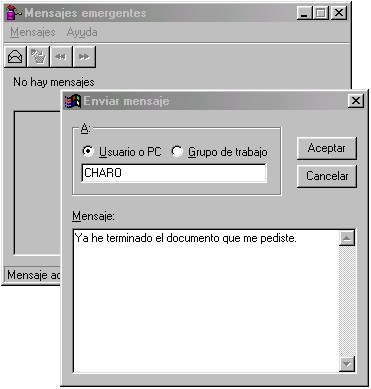 Mensajes emergentes
Mensajes Ayuda
No hay mensajes
Enviar mensaje
A:
Usuario o PC Grupo de trabajo
CHARO
Aceptar
Cancelar
Mensaje:
Ya he terminado el documento que me pediste.
Mensaje